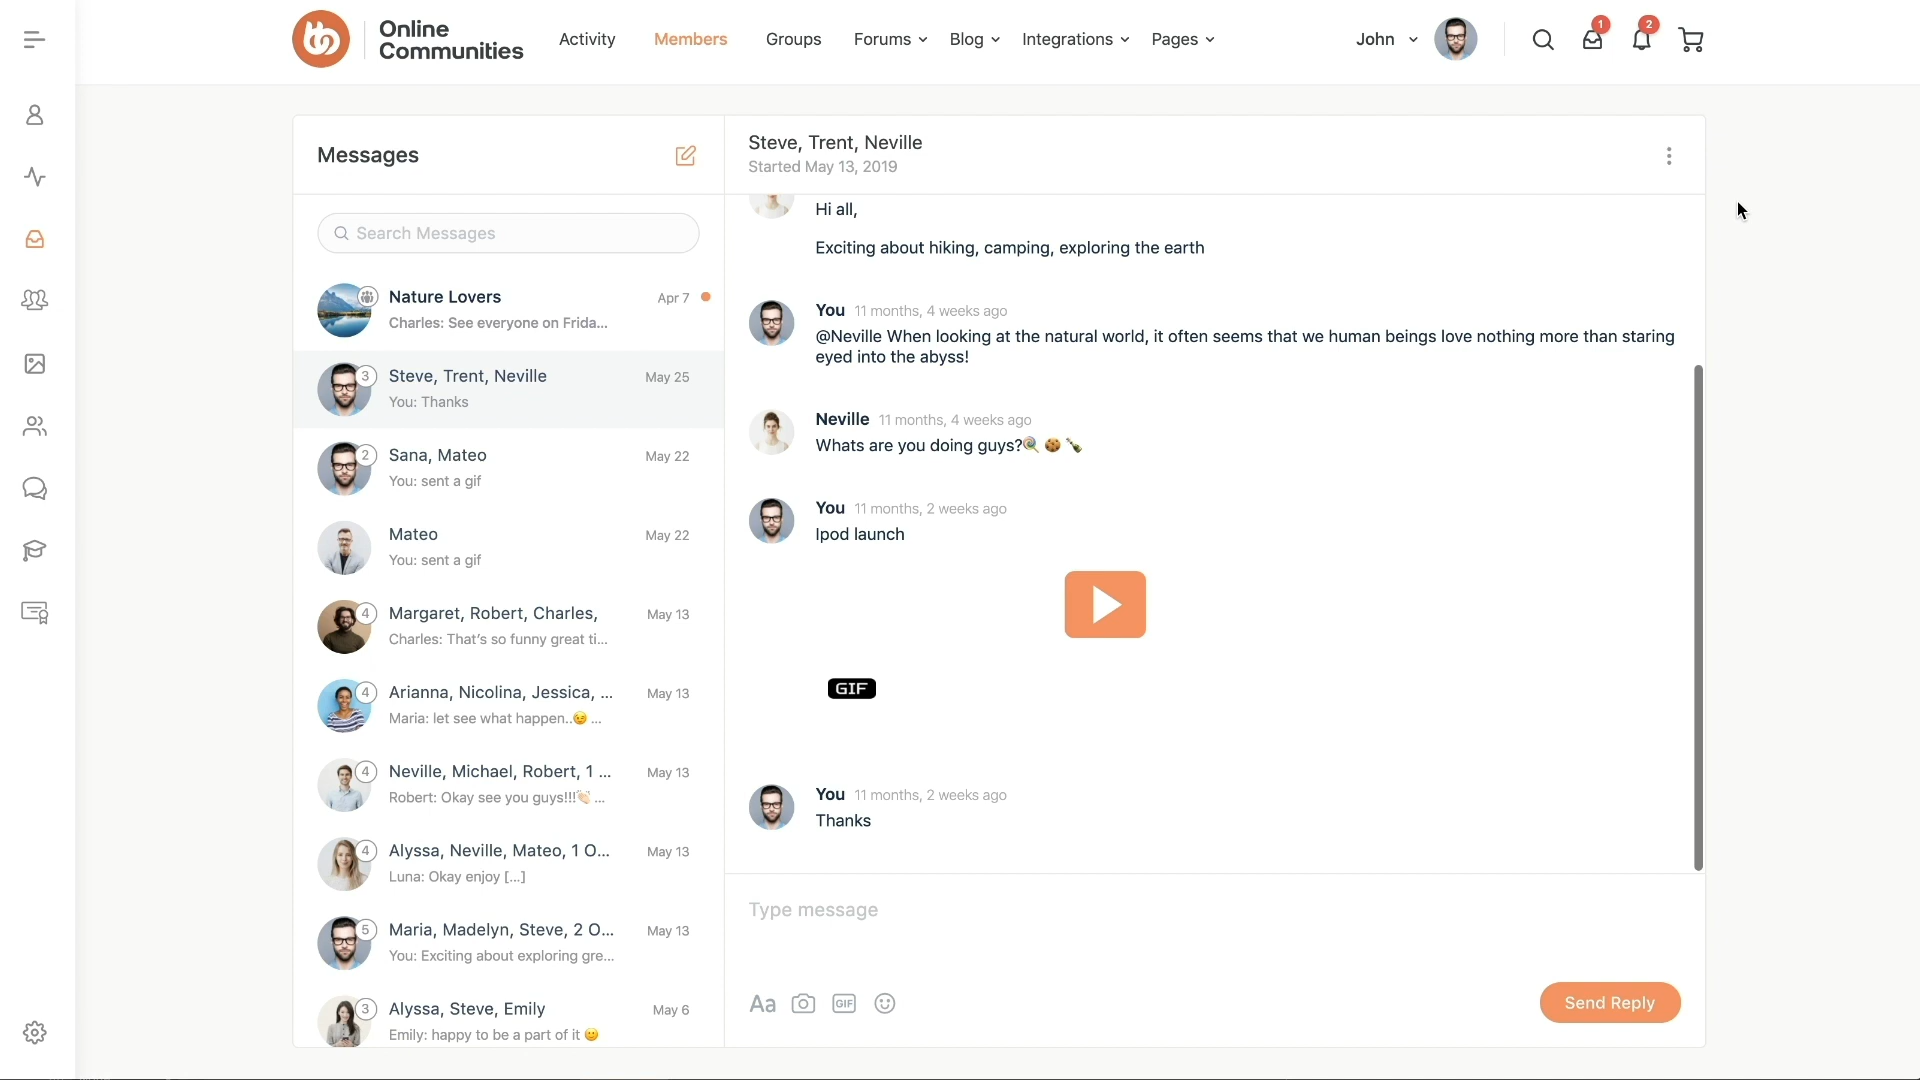 Online
Communities
Activity
Members
Groups
Forums
Blog
Integrations
Pages
John
1
2
Messages
Search Messages
Nature Lovers
Apr 7
Charles: See everyone on Frida...
3
Steve, Trent, Neville
May 25
You: Thanks
2
Sana, Mateo
May 22
You: sent a gif
Mateo
May 22
You: sent a gif
4
Margaret, Robert, Charles,
May 13
Charles: That's so funny great ti...
4
Arianna, Nicolina, Jessica, ...
May 13
Maria: let see what happen..😉 ...
4
Neville, Michael, Robert, 1 ...
May 13
Robert: Okay see you guys!!!👏🏻 ...
4
Alyssa, Neville, Mateo, 1 O...
May 13
Luna: Okay enjoy [...]
5
Maria, Madelyn, Steve, 2 O...
May 13
You: Exciting about exploring gre...
3
Alyssa, Steve, Emily
May 6
Emily: happy to be a part of it 🙂
Steve, Trent, Neville
Started May 13, 2019
Hi all,
Exciting about hiking, camping, exploring the earth
You 11 months, 4 weeks ago
@Neville When looking at the natural world, it often seems that we human beings love nothing more than staring
eyed into the abyss!
Neville 11 months, 4 weeks ago
Whats are you doing guys?🍭 🍪 🍾
You 11 months, 2 weeks ago
Ipod launch
GIF
You 11 months, 2 weeks ago
Thanks
Type message
Aa
GIF
Send Reply